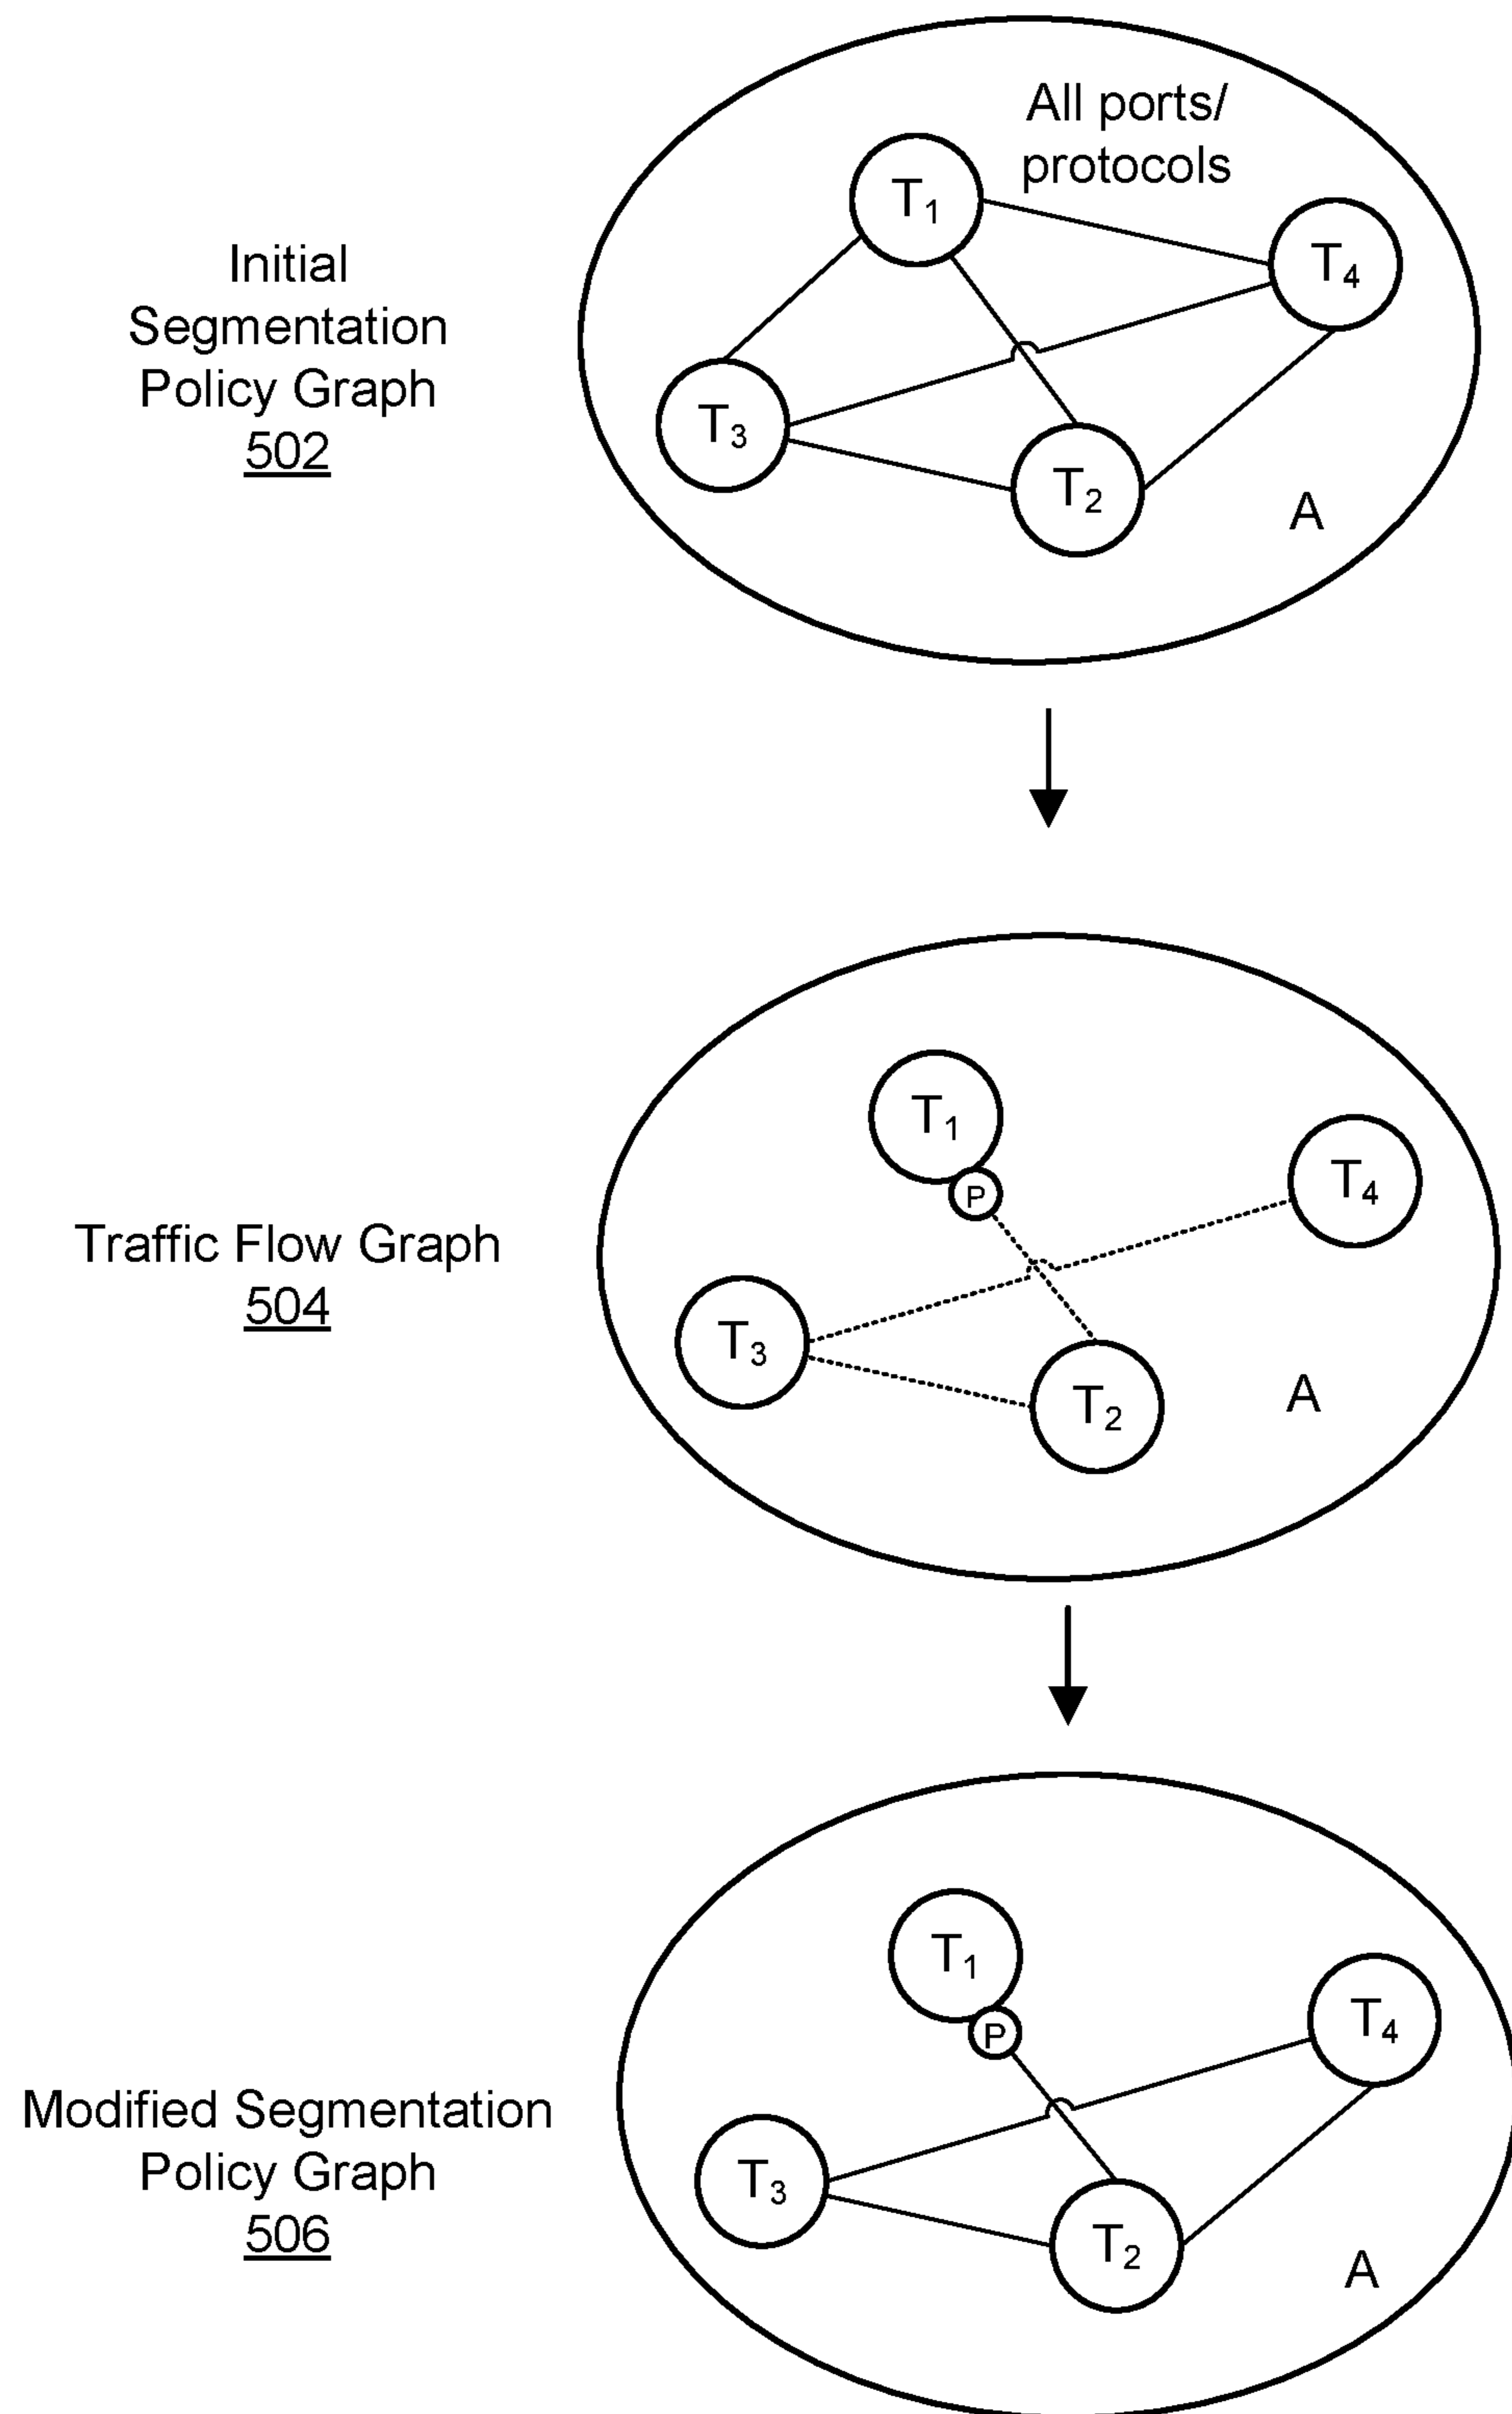 All ports/
protocols
T₁
T₄
Initial
Segmentation
Policy Graph
502
T₃
T₂
A
T₁
P
T₄
Traffic Flow Graph
504
T₃
T₂
A
T₁
P
T₄
Modified Segmentation
Policy Graph
506
T₃
T₂
A